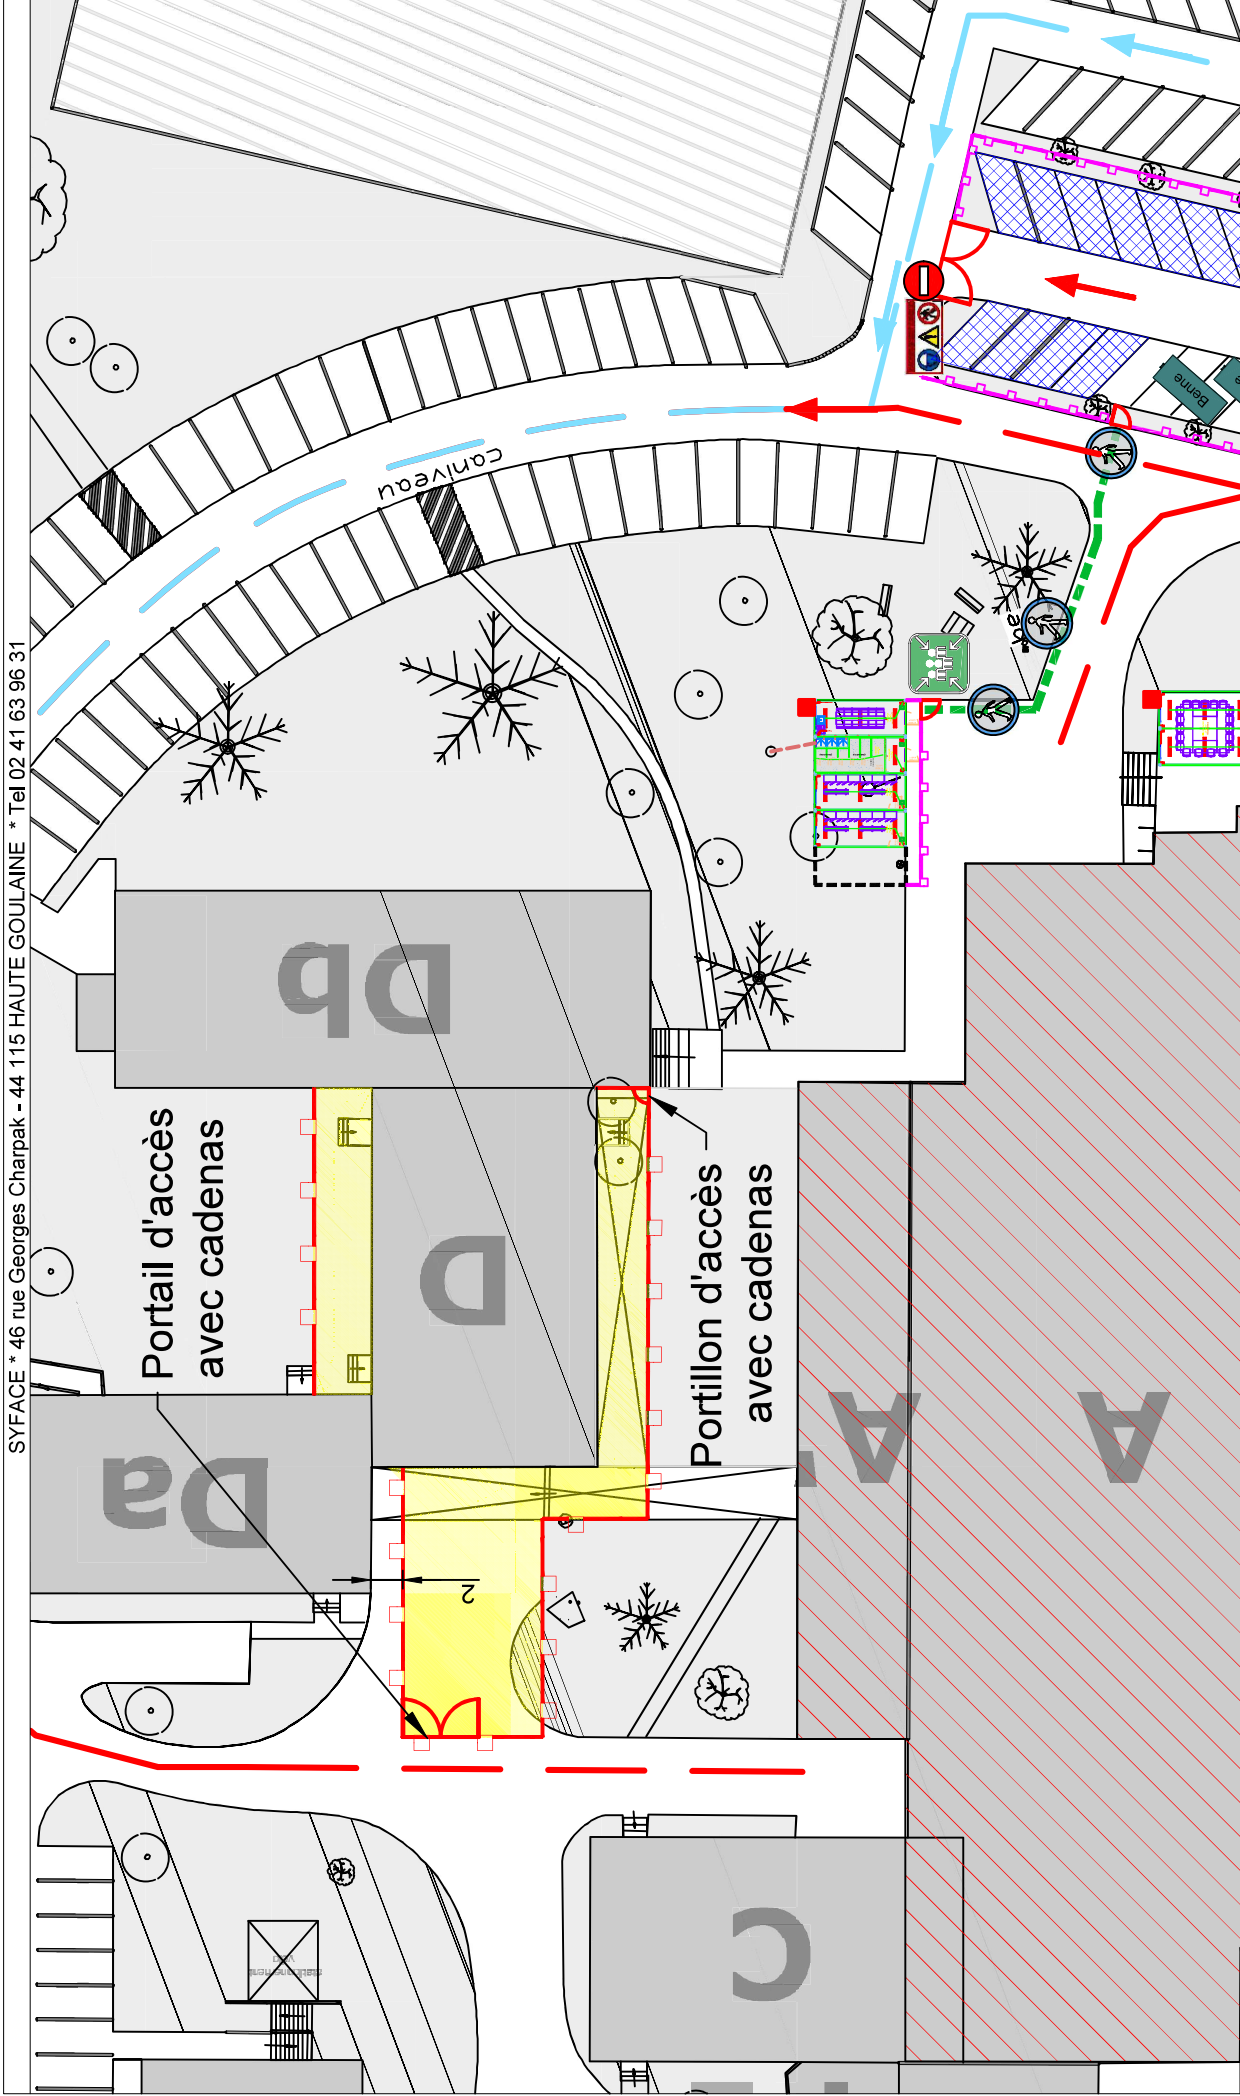 SYFACE * 46 rue Georges Charpak - 44 115 HAUTE GOULAINE * Tel 02 41 63 96 31
caniveau
Benne
Db
Portail d'accès
avec cadenas
D
Portillon d'accès
avec cadenas
Da
A
A
2
C